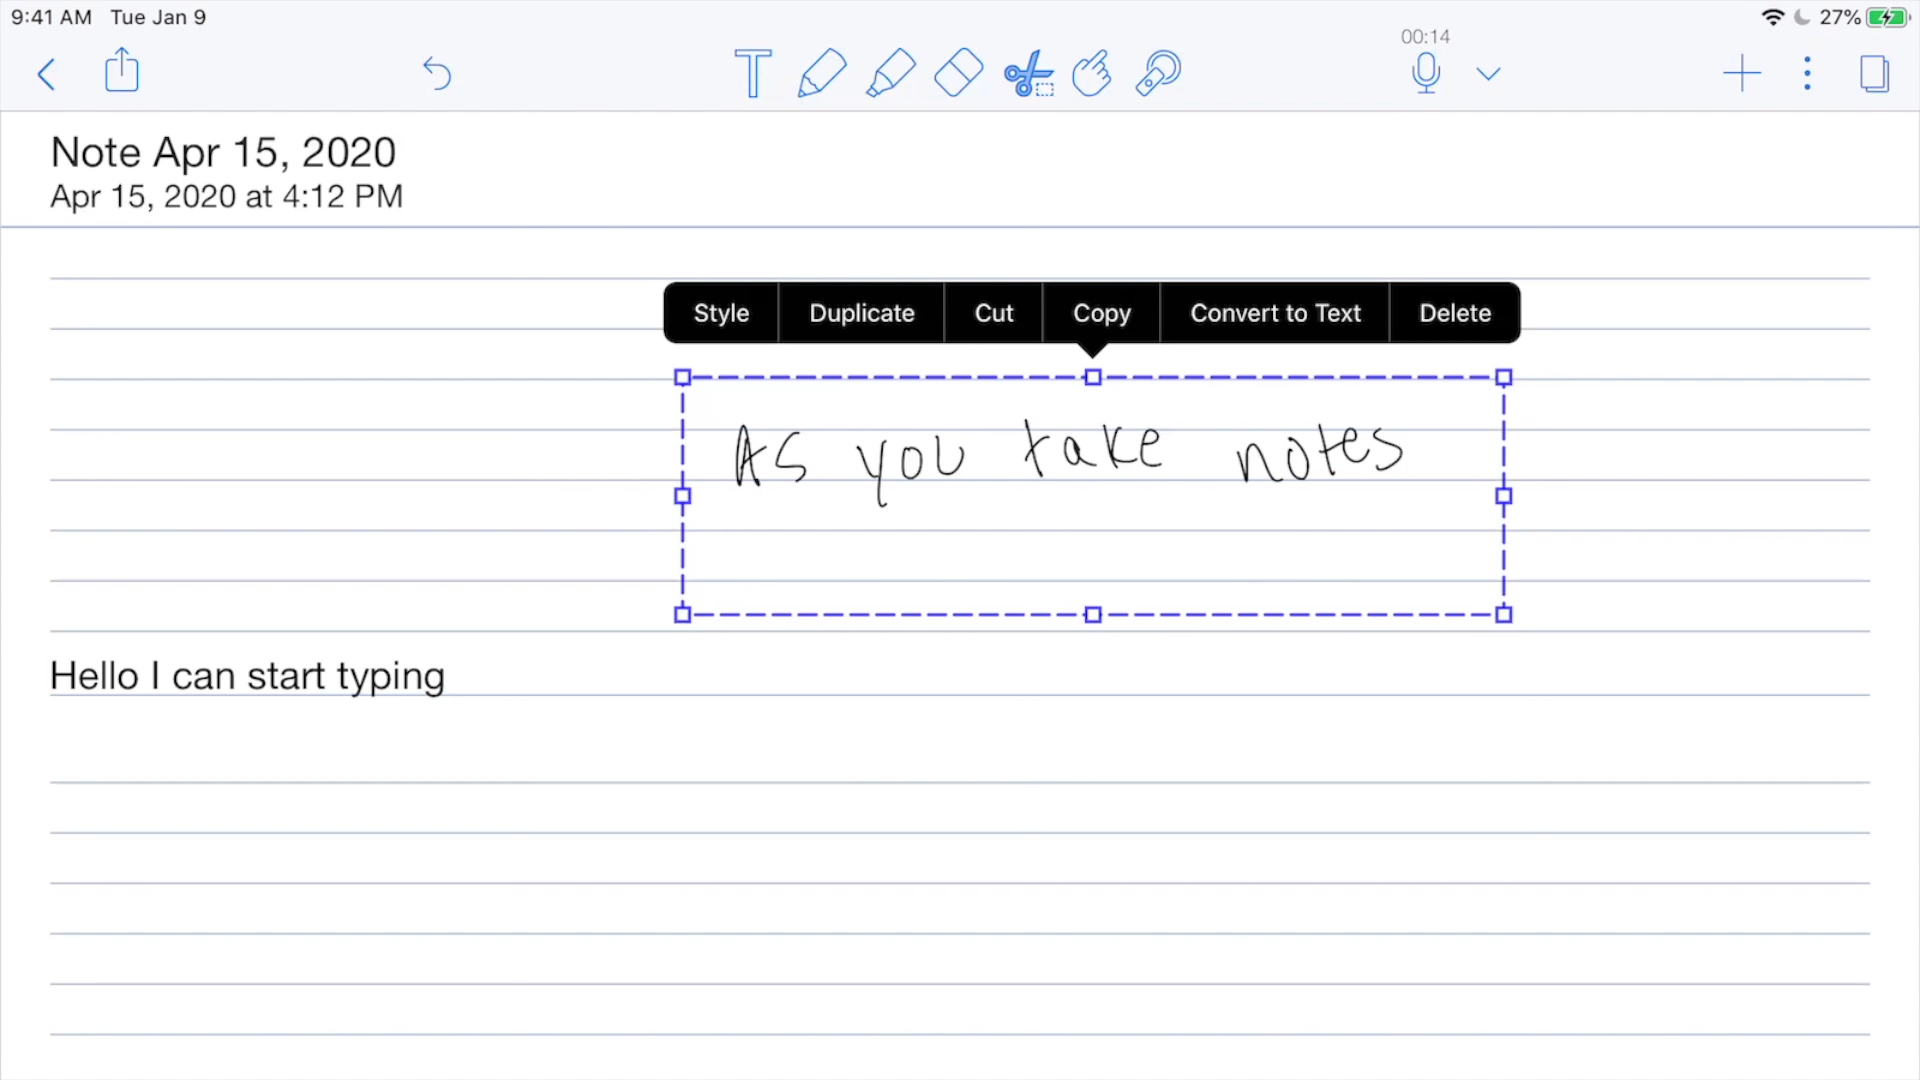 9:41 AM Tue Jan 9 27%
00:14
T
Note Apr 15, 2020
Apr 15, 2020 at 4:12 PM
Style Duplicate Cut Copy Convert to Text Delete
As you take notes
Hello I can start typing